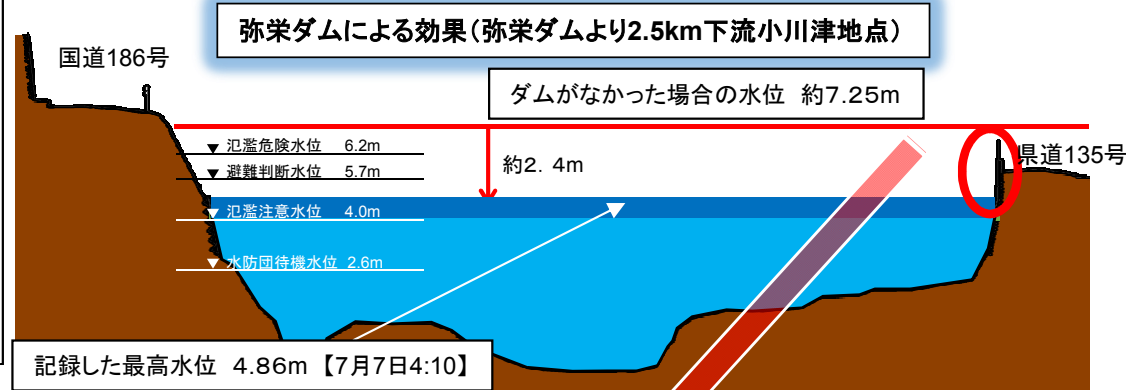 弥栄ダムによる効果(弥栄ダムより2.5km下流小川津地点)
国道186号
ダムがなかった場合の水位 約7.25m
氾濫危険水位 6.2m
避難判断水位 5.7m
約2.4m
県道135号
氾濫注意水位 4.0m
水防団待機水位 2.6m
記録した最高水位 4.86m 【7月7日4:10】